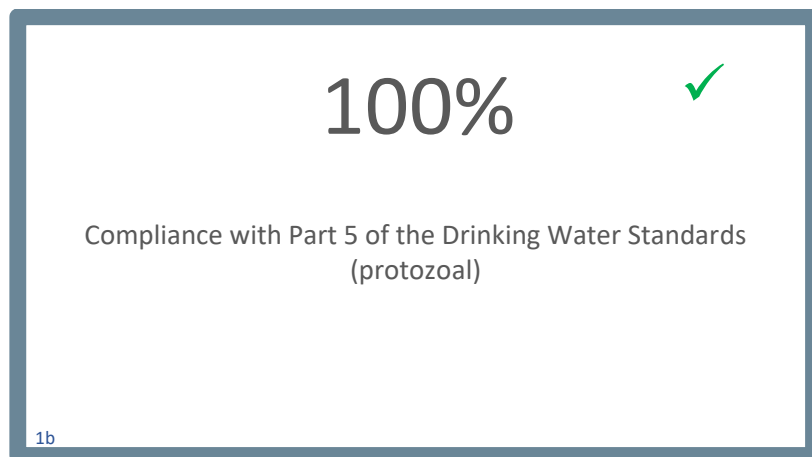 100%
Compliance with Part 5 of the Drinking Water Standards
(protozoal)
1b